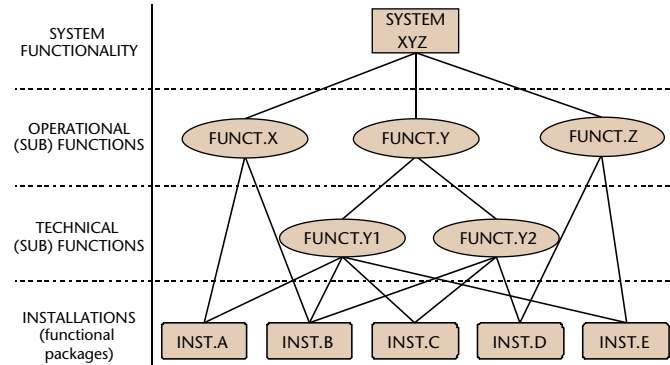 SYSTEM
FUNCTIONALITY
SYSTEM
XYZ
OPERATIONAL
(SUB) FUNCTIONS
FUNCT.X
FUNCT.Y
FUNCT.Z
TECHNICAL
(SUB) FUNCTIONS
FUNCT.Y1
FUNCT.Y2
INSTALLATIONS
(functional
packages)
INST.A
INST.B
INST.C
INST.D
INST.E